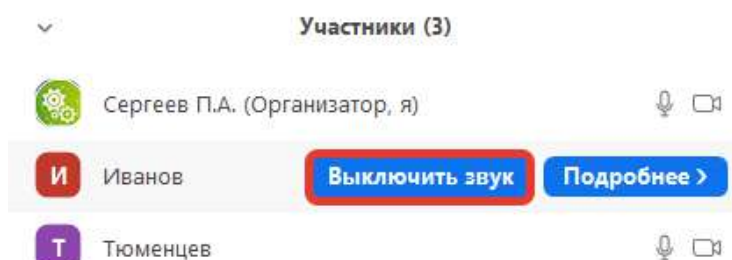 Участники (3)
Сергеев П.А. (Организатор, я)
И Иванов Выключить звук Подробнее >
Т Тюменцев